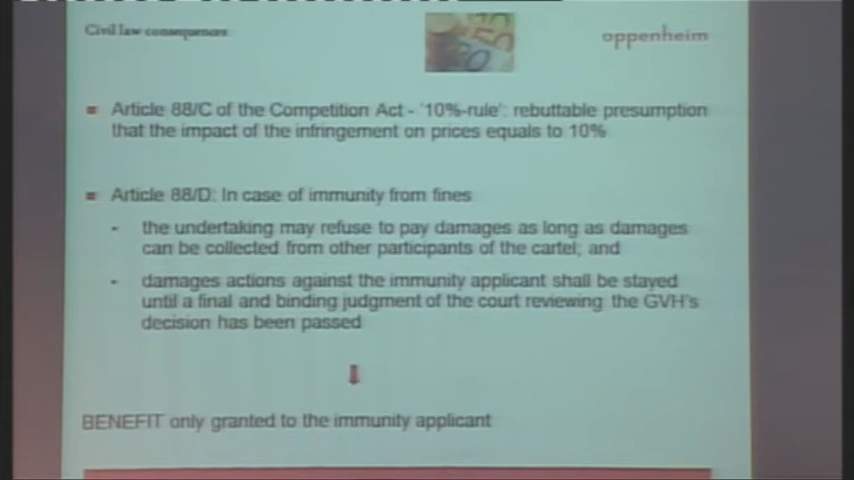 Civil law consequences
oppenheim
Article 88/C of the Competition Act - '10%-rule': rebuttable presumption
that the impact of the infringement on prices equals to 10%
Article 88/D: In case of immunity from fines
- the undertaking may refuse to pay damages as long as damages
can be collected from other participants of the cartel; and
- damages actions against the immunity applicant shall be stayed
until a final and binding judgment of the court reviewing the GVH's
decision has been passed
BENEFIT only granted to the immunity applicant